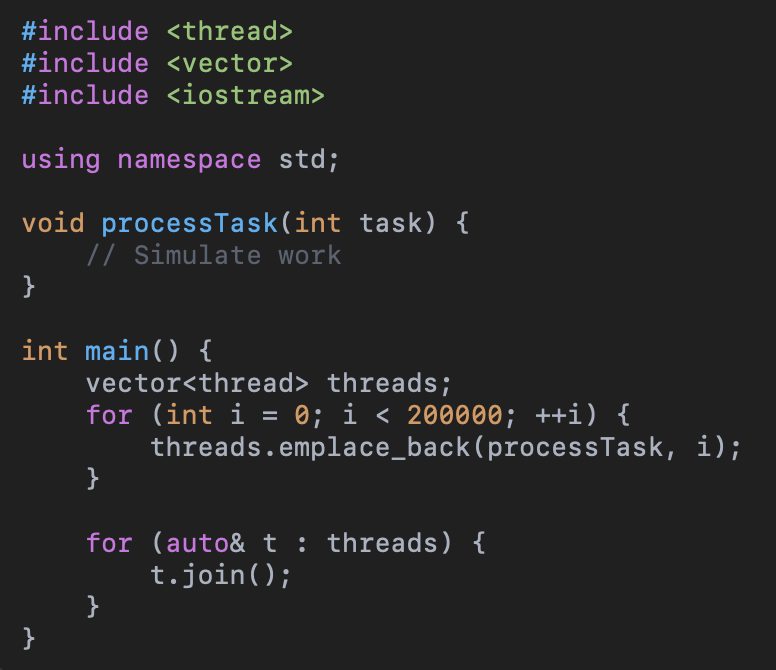 #include <thread>
#include <vector>
#include <iostream>

using namespace std;

void processTask(int task) {
    // Simulate work
}

int main() {
    vector<thread> threads;
    for (int i = 0; i < 200000; ++i) {
        threads.emplace_back(processTask, i);
    }

    for (auto& t : threads) {
        t.join();
    }
}